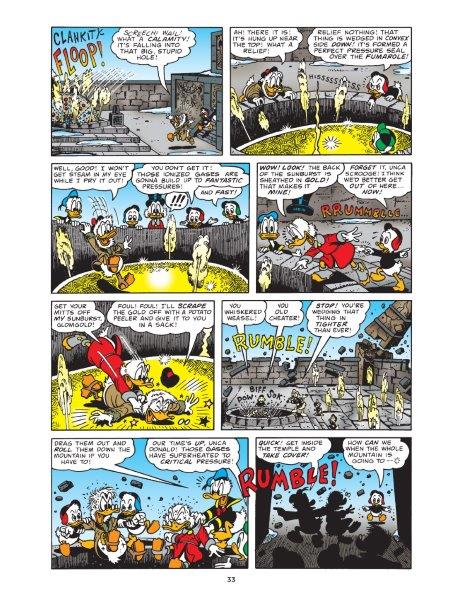 CLANKITY-
FLOOP!
SCREECH! WAIL!
WHAT A CALAMITY!
IT'S FALLING INTO
THAT BIG, STUPID
HOLE!
AH! THERE IT IS!
IT'S HUNG UP NEAR
THE TOP! WHAT A
RELIEF!
RELIEF NOTHING! THAT
THING IS WEDGED IN CONVEX
SIDE DOWN! IT'S FORMED A
PERFECT PRESSURE SEAL
OVER THE FUMAROLE!
WELL, GOOD! I WON'T
GET STEAM IN MY EYE
WHILE I PRY IT OUT!
YOU DON'T GET IT!
THOSE IONIZED GASES ARE
GONNA BUILD UP TO FANTASTIC
PRESSURES!
AND FAST!
!!!
WOW! LOOK! THE BACK
OF THE SUNBURST IS
SHEATHED IN GOLD!
THAT MAKES IT
MINE!
FORGET IT, UNCA
SCROOGE! I THINK
WE'D BETTER GET
OUT OF HERE...
NOW!
RRUMMBLLE
GET YOUR
MITTS OFF
MY SUNBURST,
GLOMGOLD!
FOUL! FOUL! I'LL SCRAPE
THE GOLD OFF WITH A POTATO
PEELER AND GIVE IT TO YOU
IN A SACK!
YOU
WHISKERED
WEASEL!
YOU
OLD
CHEATER!
STOP! YOU'RE
WEDGING THAT
THING IN
TIGHTER
THAN EVER!
RUMBLE!
BIFF
POW
SOK
DRAG THEM OUT AND
ROLL THEM DOWN THE
MOUNTAIN IF YOU
HAVE TO!
OUR TIME'S UP, UNCA
DONALD! THOSE GASES
HAVE SUPERHEATED TO
CRITICAL PRESSURE!
QUICK! GET INSIDE
THE TEMPLE AND
TAKE COVER!
HOW CAN WE
WHEN THE WHOLE
MOUNTAIN IS
GOING TO--
RUMBLE!
33